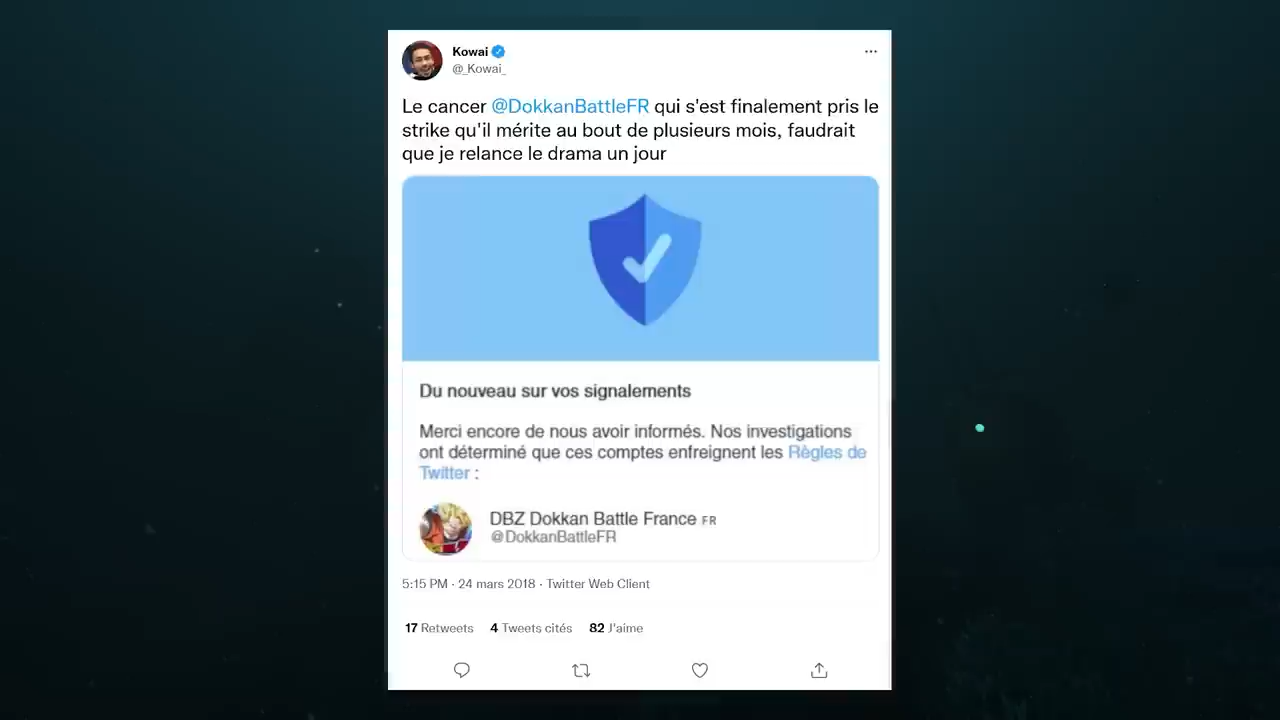 Kowai
@_Kowai_
Le cancer @DokkanBattleFR qui s'est finalement pris le
strike qu'il mérite au bout de plusieurs mois, faudrait
que je relance le drama un jour
Du nouveau sur vos signalements
Merci encore de nous avoir informés. Nos investigations
ont déterminé que ces comptes enfreignent les Règles de
Twitter :
DBZ Dokkan Battle France FR
@DokkanBattleFR
5:15 PM · 24 mars 2018 · Twitter Web Client
17 Retweets 4 Tweets cités 82 J'aime